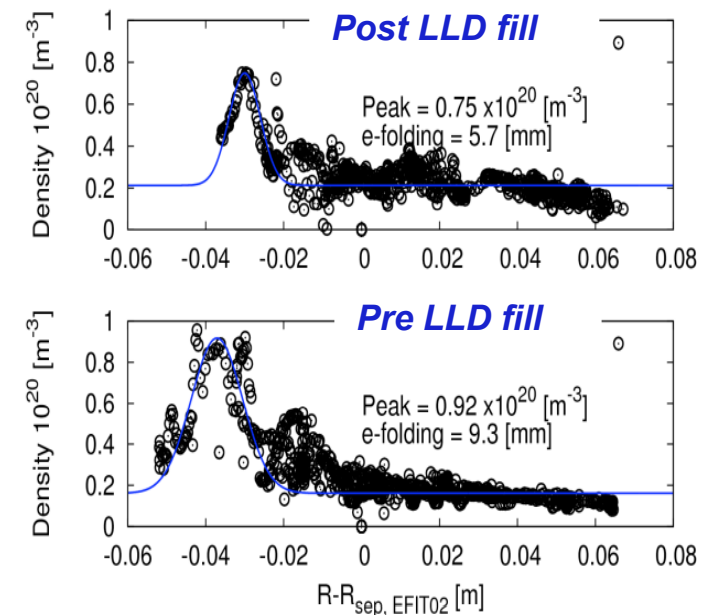 Post LLD fill
Density 10^20 [m^-3]
1
0.8
0.6
0.4
0.2
0
Peak = 0.75 x10^20 [m^-3]
e-folding = 5.7 [mm]
-0.06 -0.04 -0.02 0 0.02 0.04 0.06 0.08
Pre LLD fill
Density 10^20 [m^-3]
1
0.8
0.6
0.4
0.2
0
Peak = 0.92 x10^20 [m^-3]
e-folding = 9.3 [mm]
-0.06 -0.04 -0.02 0 0.02 0.04 0.06 0.08
R-R_sep, EFIT02 [m]